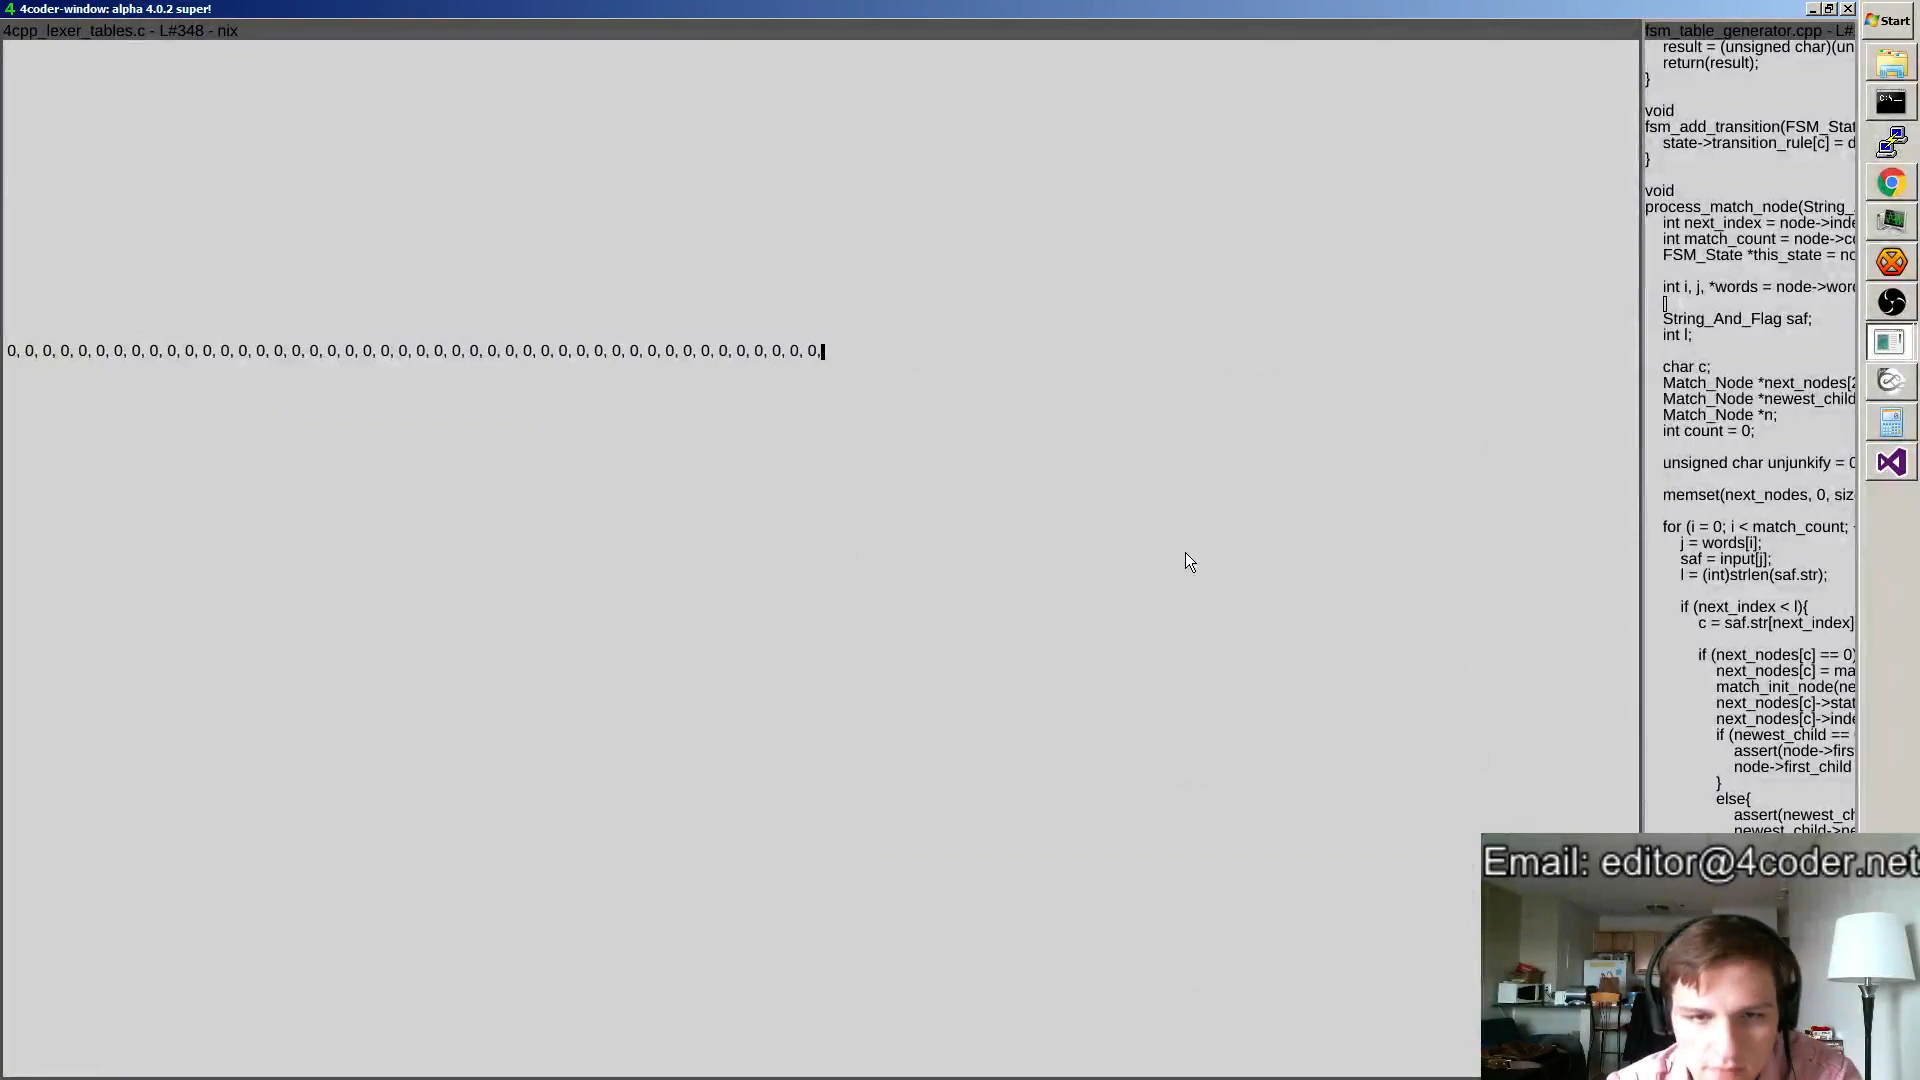 4coder-window: alpha 4.0.2 super!
4cpp_lexer_tables.c - L#348 - nix
0, 0, 0, 0, 0, 0, 0, 0, 0, 0, 0, 0, 0, 0, 0, 0, 0, 0, 0, 0, 0, 0, 0, 0, 0, 0, 0, 0, 0, 0, 0, 0, 0, 0, 0, 0, 0, 0, 0, 0, 0, 0, 0, 0, 0, 0,
fsm_table_generator.cpp - L#
result = (unsigned char)(un
return(result);
}
void
fsm_add_transition(FSM_Stat
state->transition_rule[c] = d
}
void
process_match_node(String_
int next_index = node->inde
int match_count = node->co
FSM_State *this_state = no
int i, j, *words = node->word
String_And_Flag saf;
int l;
char c;
Match_Node *next_nodes[2
Match_Node *newest_child
Match_Node *n;
int count = 0;
unsigned char unjunkify = 0
memset(next_nodes, 0, siz
for (i = 0; i < match_count; +
j = words[i];
saf = input[j];
l = (int)strlen(saf.str);
if (next_index < l){
c = saf.str[next_index]
if (next_nodes[c] == 0)
next_nodes[c] = ma
match_init_node(ne
next_nodes[c]->stat
next_nodes[c]->inde
if (newest_child ==
assert(node->firs
node->first_child
}
else{
assert(newest_ch
newest_child->ne
Start
Email: editor@4coder.net